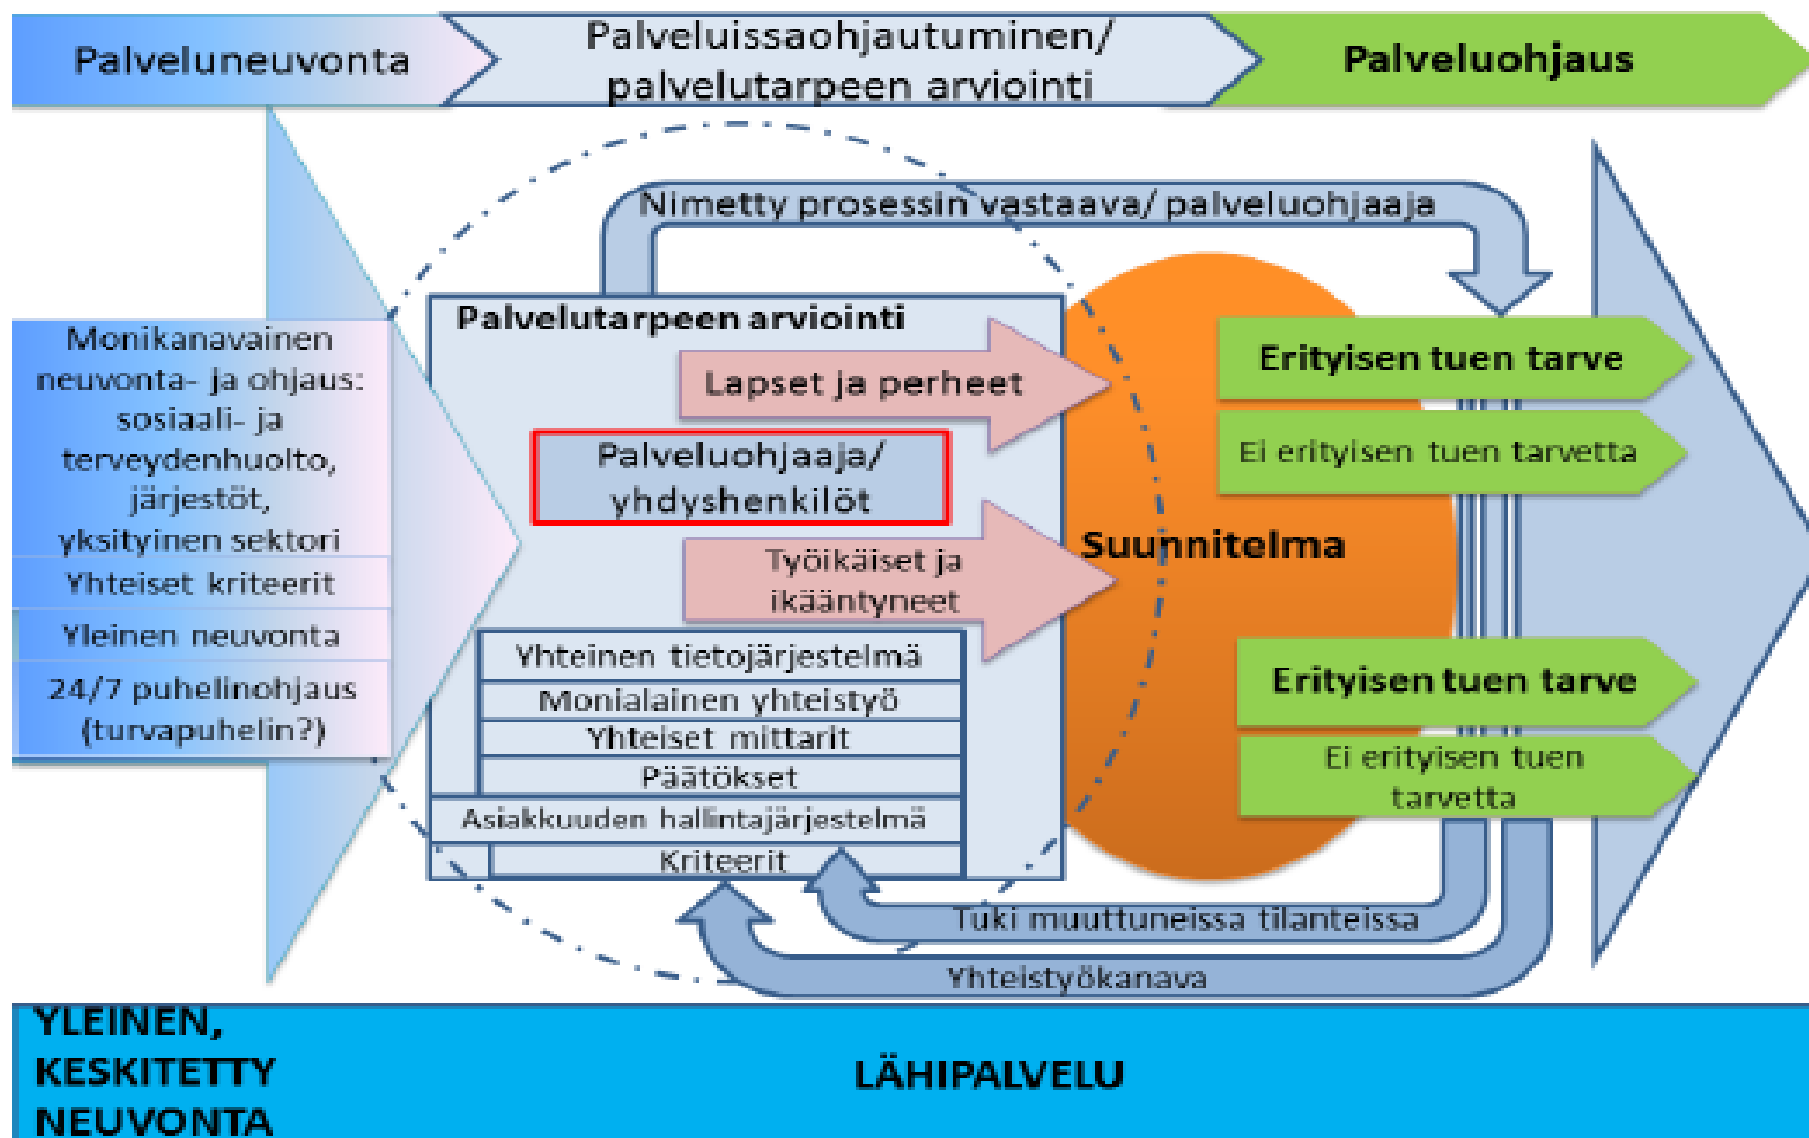 Palveluneuvonta
Palveluissaohjautuminen/
palvelutarpeen arviointi
Palveluohjaus
Nimetty prosessin vastaava/ palveluohjaaja
Monikanavainen
neuvonta- ja ohjaus:
sosiaali- ja
terveydenhuolto,
järjestöt,
yksityinen sektori
Yhteiset kriteerit
Yleinen neuvonta
24/7 puhelinohjaus
(turvapuhelin?)
Palvelutarpeen arviointi
Lapset ja perheet
Palveluohjaaja/
yhdyshenkilöt
Työikäiset ja
ikääntyneet
Yhteinen tietojärjestelmä
Monialainen yhteistyö
Yhteiset mittarit
Päätökset
Asiakkuuden hallintajärjestelmä
Kriteerit
Suunnitelma
Erityisen tuen tarve
Ei erityisen tuen tarvetta
Erityisen tuen tarve
Ei erityisen tuen
tarvetta
Tuki muuttuneissa tilanteissa
Yhteistyökanava
YLEINEN,
KESKITETTY
NEUVONTA
LÄHIPALVELU